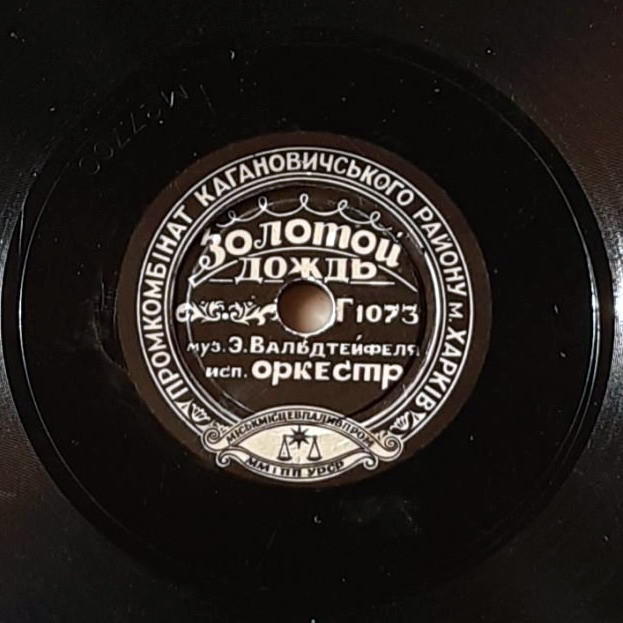 ПРОМКОМБІНАТ КАГАНОВИЧСЬКОГО РАЙОНУ М. ХАРКІВ
Золотой
дождь
Г1073
муз. Э. Вальдтейфеля
исп. оркестр
МІСЬКМІСЦЕВПАЛИВПРОМ
ММіПП УРСР